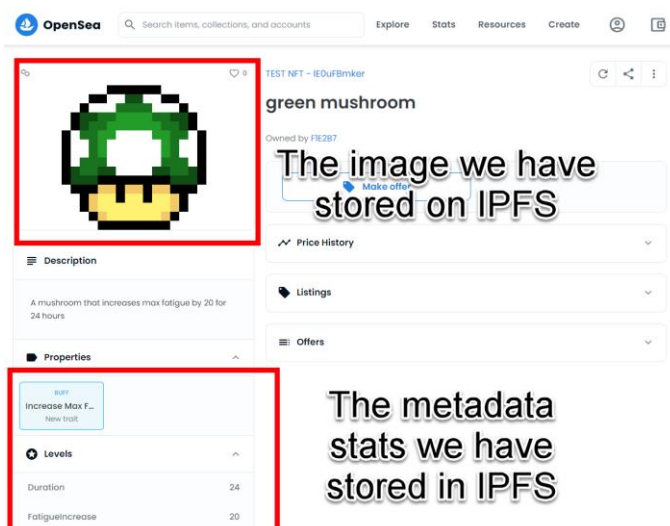 OpenSea
Search items, collections, and accounts
Explore Stats Resources Create
0
TEST NFT - IE0uFBmker
green mushroom
Owned by F1E2B7
The image we have
stored on IPFS
Make offer
Price History
Listings
Offers
Description
A mushroom that increases max fatigue by 20 for
24 hours
Properties
BUFF
Increase Max F...
New trait
Levels
Duration 24
FatigueIncrease 20
The metadata
stats we have
stored in IPFS